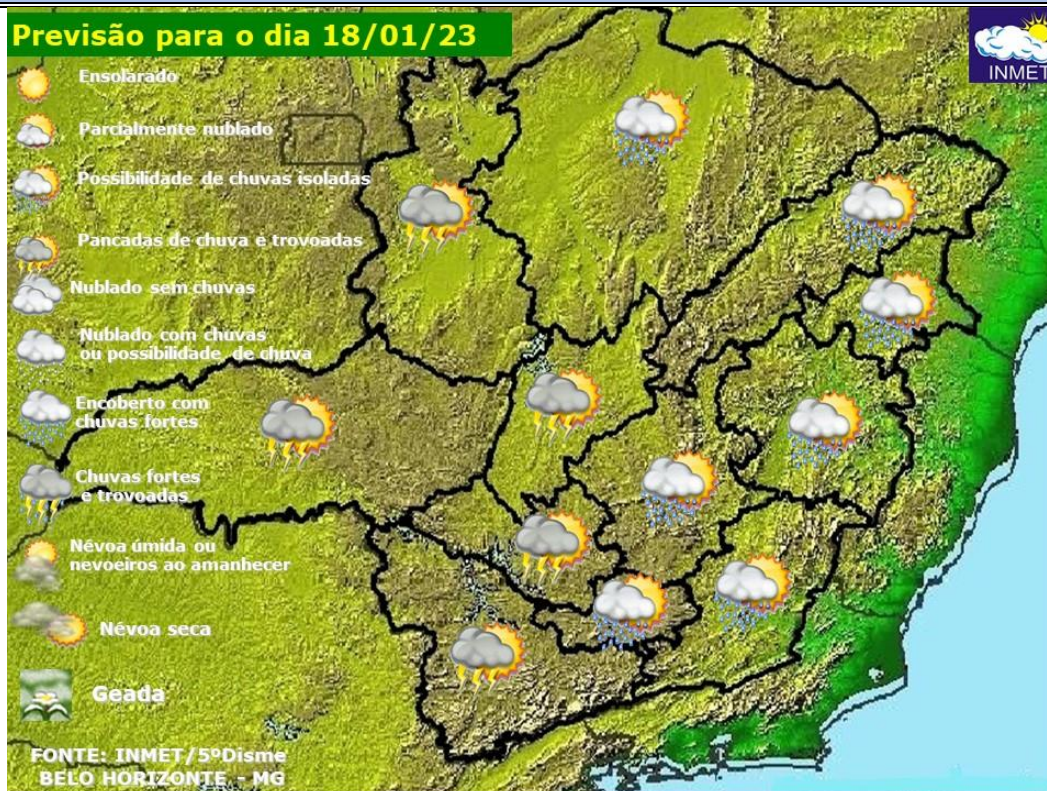 Previsão para o dia 18/01/23
INMET
Ensolarado
Parcialmente nublado
Possibilidade de chuvas isoladas
Pancadas de chuva e trovoadas
Nublado sem chuvas
Nublado com chuvas
ou possibilidade de chuva
Encoberto com
chuvas fortes
Chuvas fortes
e trovoadas
Névoa úmida ou
nevoeiros ao amanhecer
Névoa seca
Geada
FONTE: INMET/5ºDisme
BELO HORIZONTE - MG